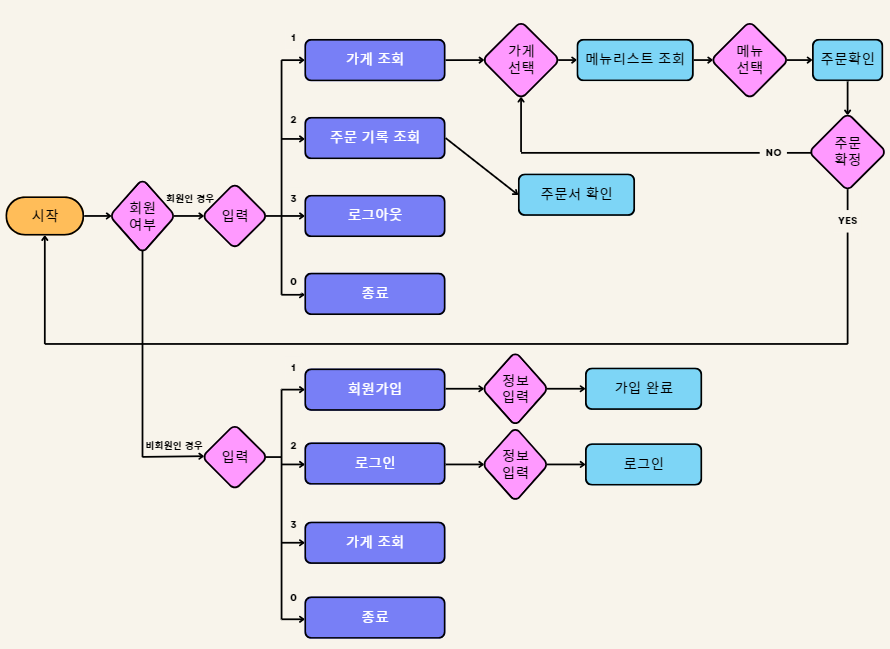 1
가게 조회
가게
선택
메뉴리스트 조회
메뉴
선택
주문확인
2
주문 기록 조회
NO
주문
확정
주문서 확인
시작
회원
여부
회원인 경우
입력
3
로그아웃
YES
0
종료
1
회원가입
정보
입력
가입 완료
비회원인 경우
입력
2
로그인
정보
입력
로그인
3
가게 조회
0
종료